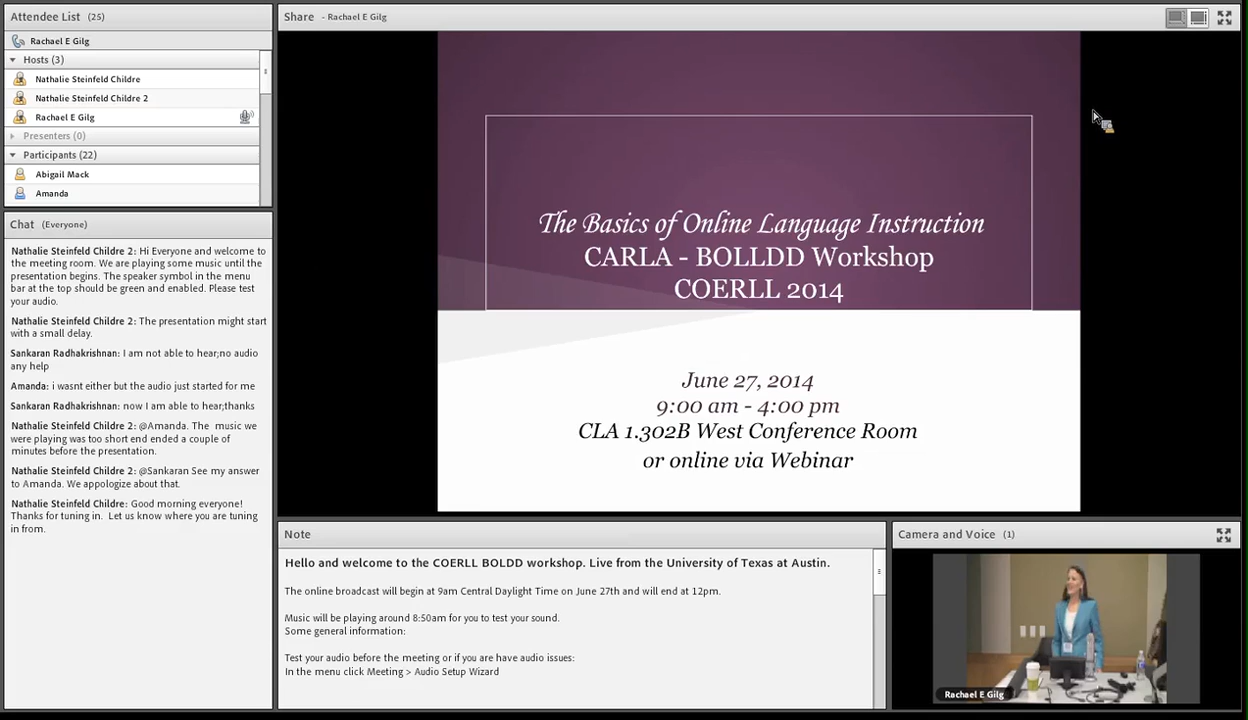 Attendee List (25)
Rachael E Gilg
Hosts (3)
Nathalie Steinfeld Childre
Nathalie Steinfeld Childre 2
Rachael E Gilg
Presenters (0)
Participants (22)
Abigail Mack
Amanda
Chat (Everyone)
Nathalie Steinfeld Childre 2: Hi Everyone and welcome to
the meeting room. We are playing some music until the
presentation begins. The speaker symbol in the menu
bar at the top should be green and enabled. Please test
your audio.
Nathalie Steinfeld Childre 2: The presentation might start
with a small delay.
Sankaran Radhakrishnan: I am not able to hear;no audio
any help
Amanda: i wasnt either but the audio just started for me
Sankaran Radhakrishnan: now I am able to hear;thanks
Nathalie Steinfeld Childre 2: @Amanda. The music we
were playing was too short end ended a couple of
minutes before the presentation.
Nathalie Steinfeld Childre 2: @Sankaran See my answer
to Amanda. We appologize about that.
Nathalie Steinfeld Childre: Good morning everyone!
Thanks for tuning in. Let us know where you are tuning
in from.
Share - Rachael E Gilg
The Basics of Online Language Instruction
CARLA - BOLLDD Workshop
COERLL 2014
June 27, 2014
9:00 am - 4:00 pm
CLA 1.302B West Conference Room
or online via Webinar
Note
Hello and welcome to the COERLL BOLDD workshop. Live from the University of Texas at Austin.
The online broadcast will begin at 9am Central Daylight Time on June 27th and will end at 12pm.
Music will be playing around 8:50am for you to test your sound.
Some general information:
Test your audio before the meeting or if you are have audio issues:
In the menu click Meeting > Audio Setup Wizard
Camera and Voice (1)
Rachael E Gilg